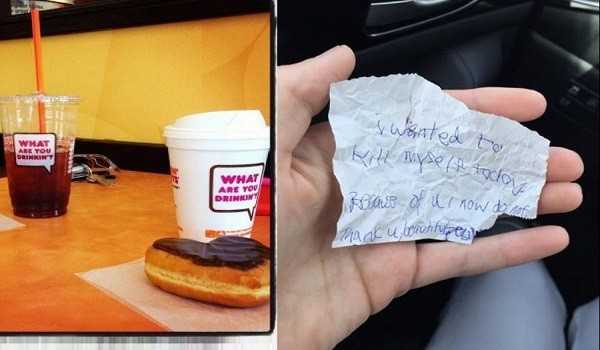 WHAT
ARE YOU
DRINKIN'?
WHAT
ARE YOU
DRINKIN'
i wanted to
kill myself today
Because of u i now do not
thank u, beautiful